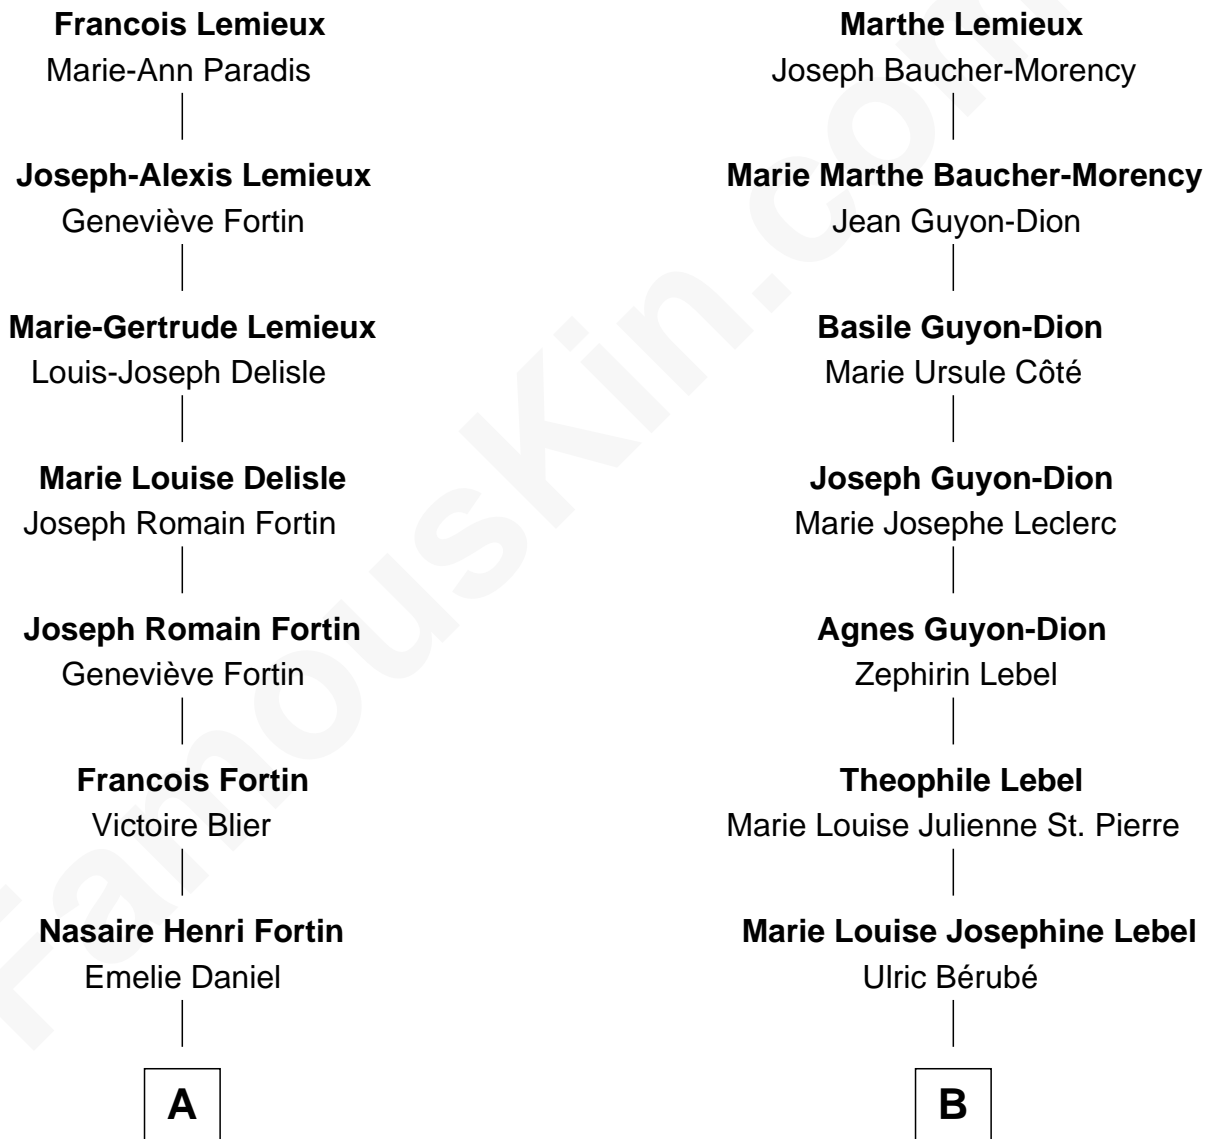 Francois Lemieux
Marie-Ann Paradis
Joseph-Alexis Lemieux
Geneviève Fortin
Marie-Gertrude Lemieux
Louis-Joseph Delisle
Marie Louise Delisle
Joseph Romain Fortin
Joseph Romain Fortin
Geneviève Fortin
Francois Fortin
Victoire Blier
Nasaire Henri Fortin
Emelie Daniel
A
Marthe Lemieux
Joseph Baucher-Morency
Marie Marthe Baucher-Morency
Jean Guyon-Dion
Basile Guyon-Dion
Marie Ursule Côté
Joseph Guyon-Dion
Marie Josephe Leclerc
Agnes Guyon-Dion
Zephirin Lebel
Theophile Lebel
Marie Louise Julienne St. Pierre
Marie Louise Josephine Lebel
Ulric Bérubé
B
FamousKin.com